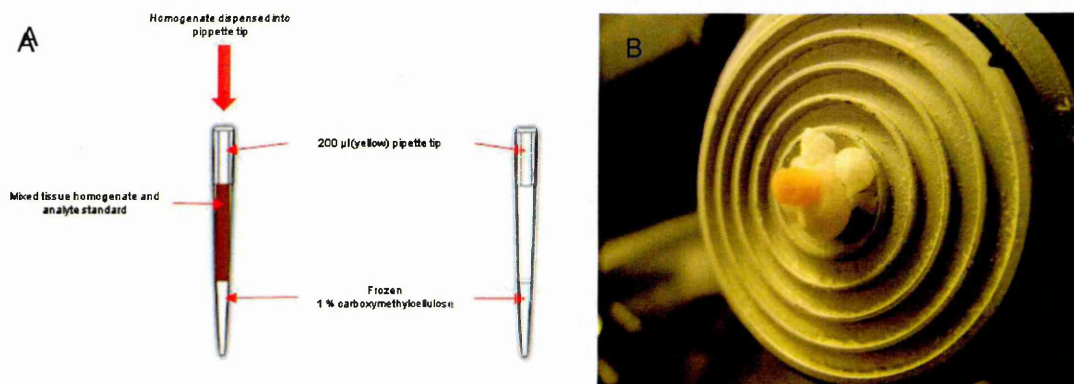 A
Homogenate dispensed into
pippette tip
200 µl(yellow) pipette tip
Mixed tissue homogenate and
analyte standard
Frozen
1 % carboxymethylcellulose
B